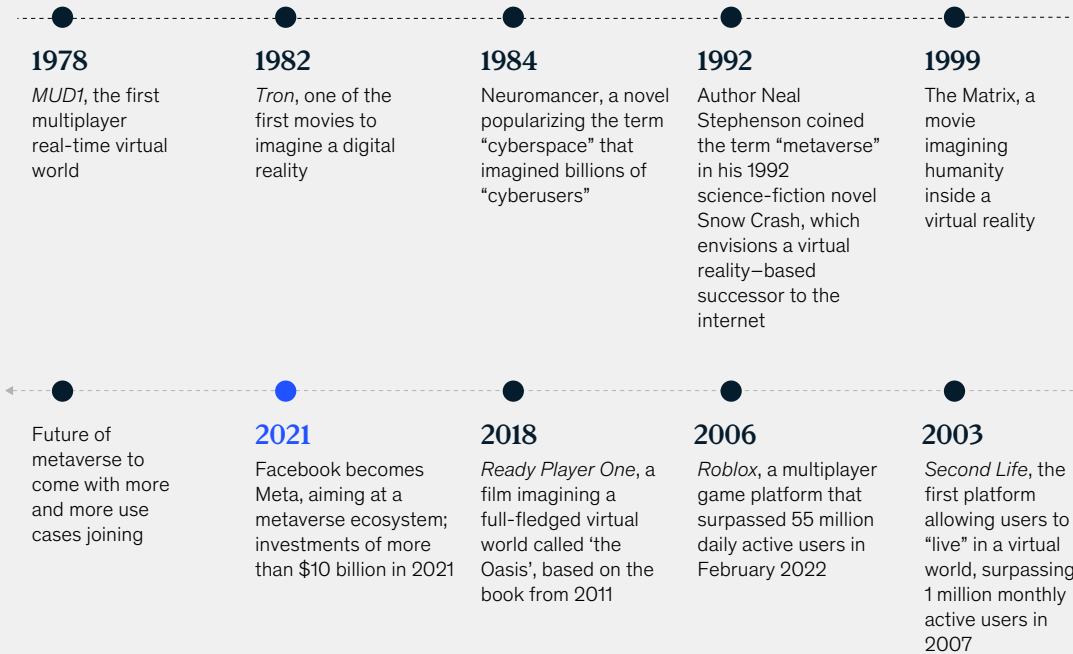 1978
MUD1, the first
multiplayer
real-time virtual
world
1982
Tron, one of the
first movies to
imagine a digital
reality
1984
Neuromancer, a novel
popularizing the term
“cyberspace” that
imagined billions of
“cyberusers”
1992
Author Neal
Stephenson coined
the term “metaverse”
in his 1992
science-fiction novel
Snow Crash, which
envisions a virtual
reality–based
successor to the
internet
1999
The Matrix, a
movie
imagining
humanity
inside a
virtual reality
2003
Second Life, the
first platform
allowing users to
“live” in a virtual
world, surpassing
1 million monthly
active users in
2007
2006
Roblox, a multiplayer
game platform that
surpassed 55 million
daily active users in
February 2022
2018
Ready Player One, a
film imagining a
full-fledged virtual
world called ‘the
Oasis’, based on the
book from 2011
2021
Facebook becomes
Meta, aiming at a
metaverse ecosystem;
investments of more
than $10 billion in 2021
Future of
metaverse to
come with more
and more use
cases joining